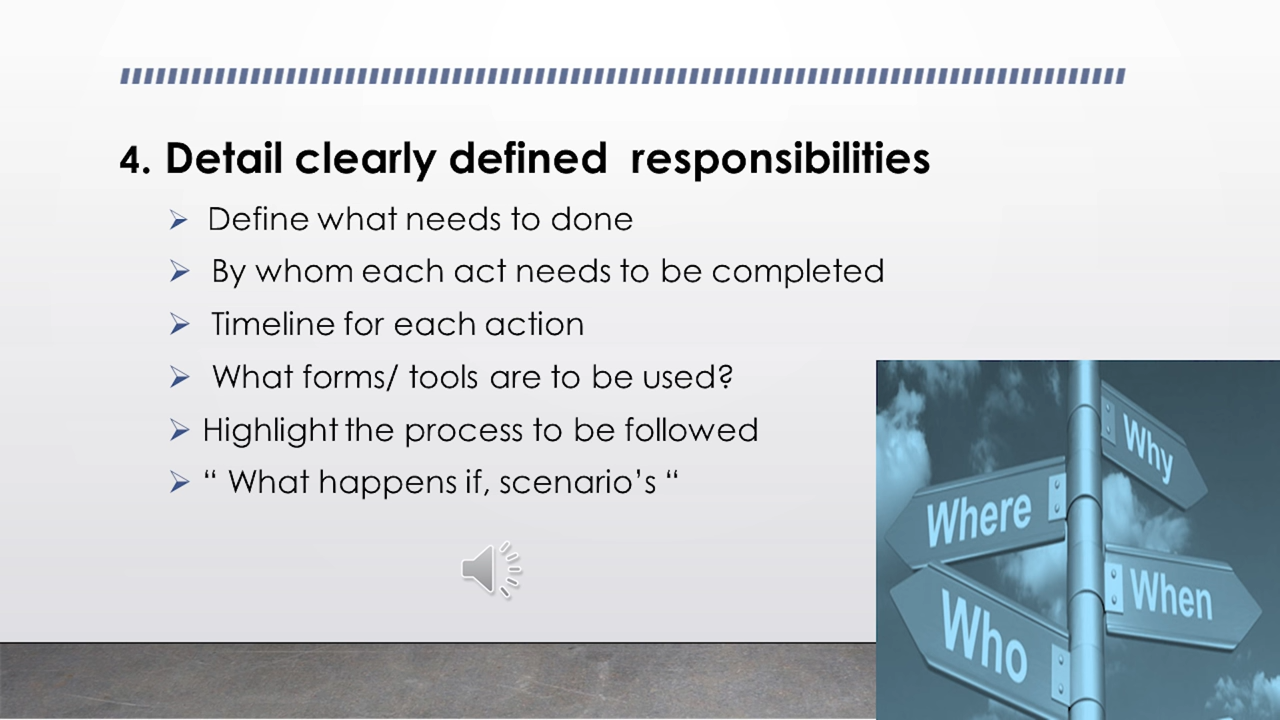 4. Detail clearly defined responsibilities
Define what needs to done
By whom each act needs to be completed
Timeline for each action
What forms/ tools are to be used?
Highlight the process to be followed
“ What happens if, scenario’s “
Why
Where
When
Who